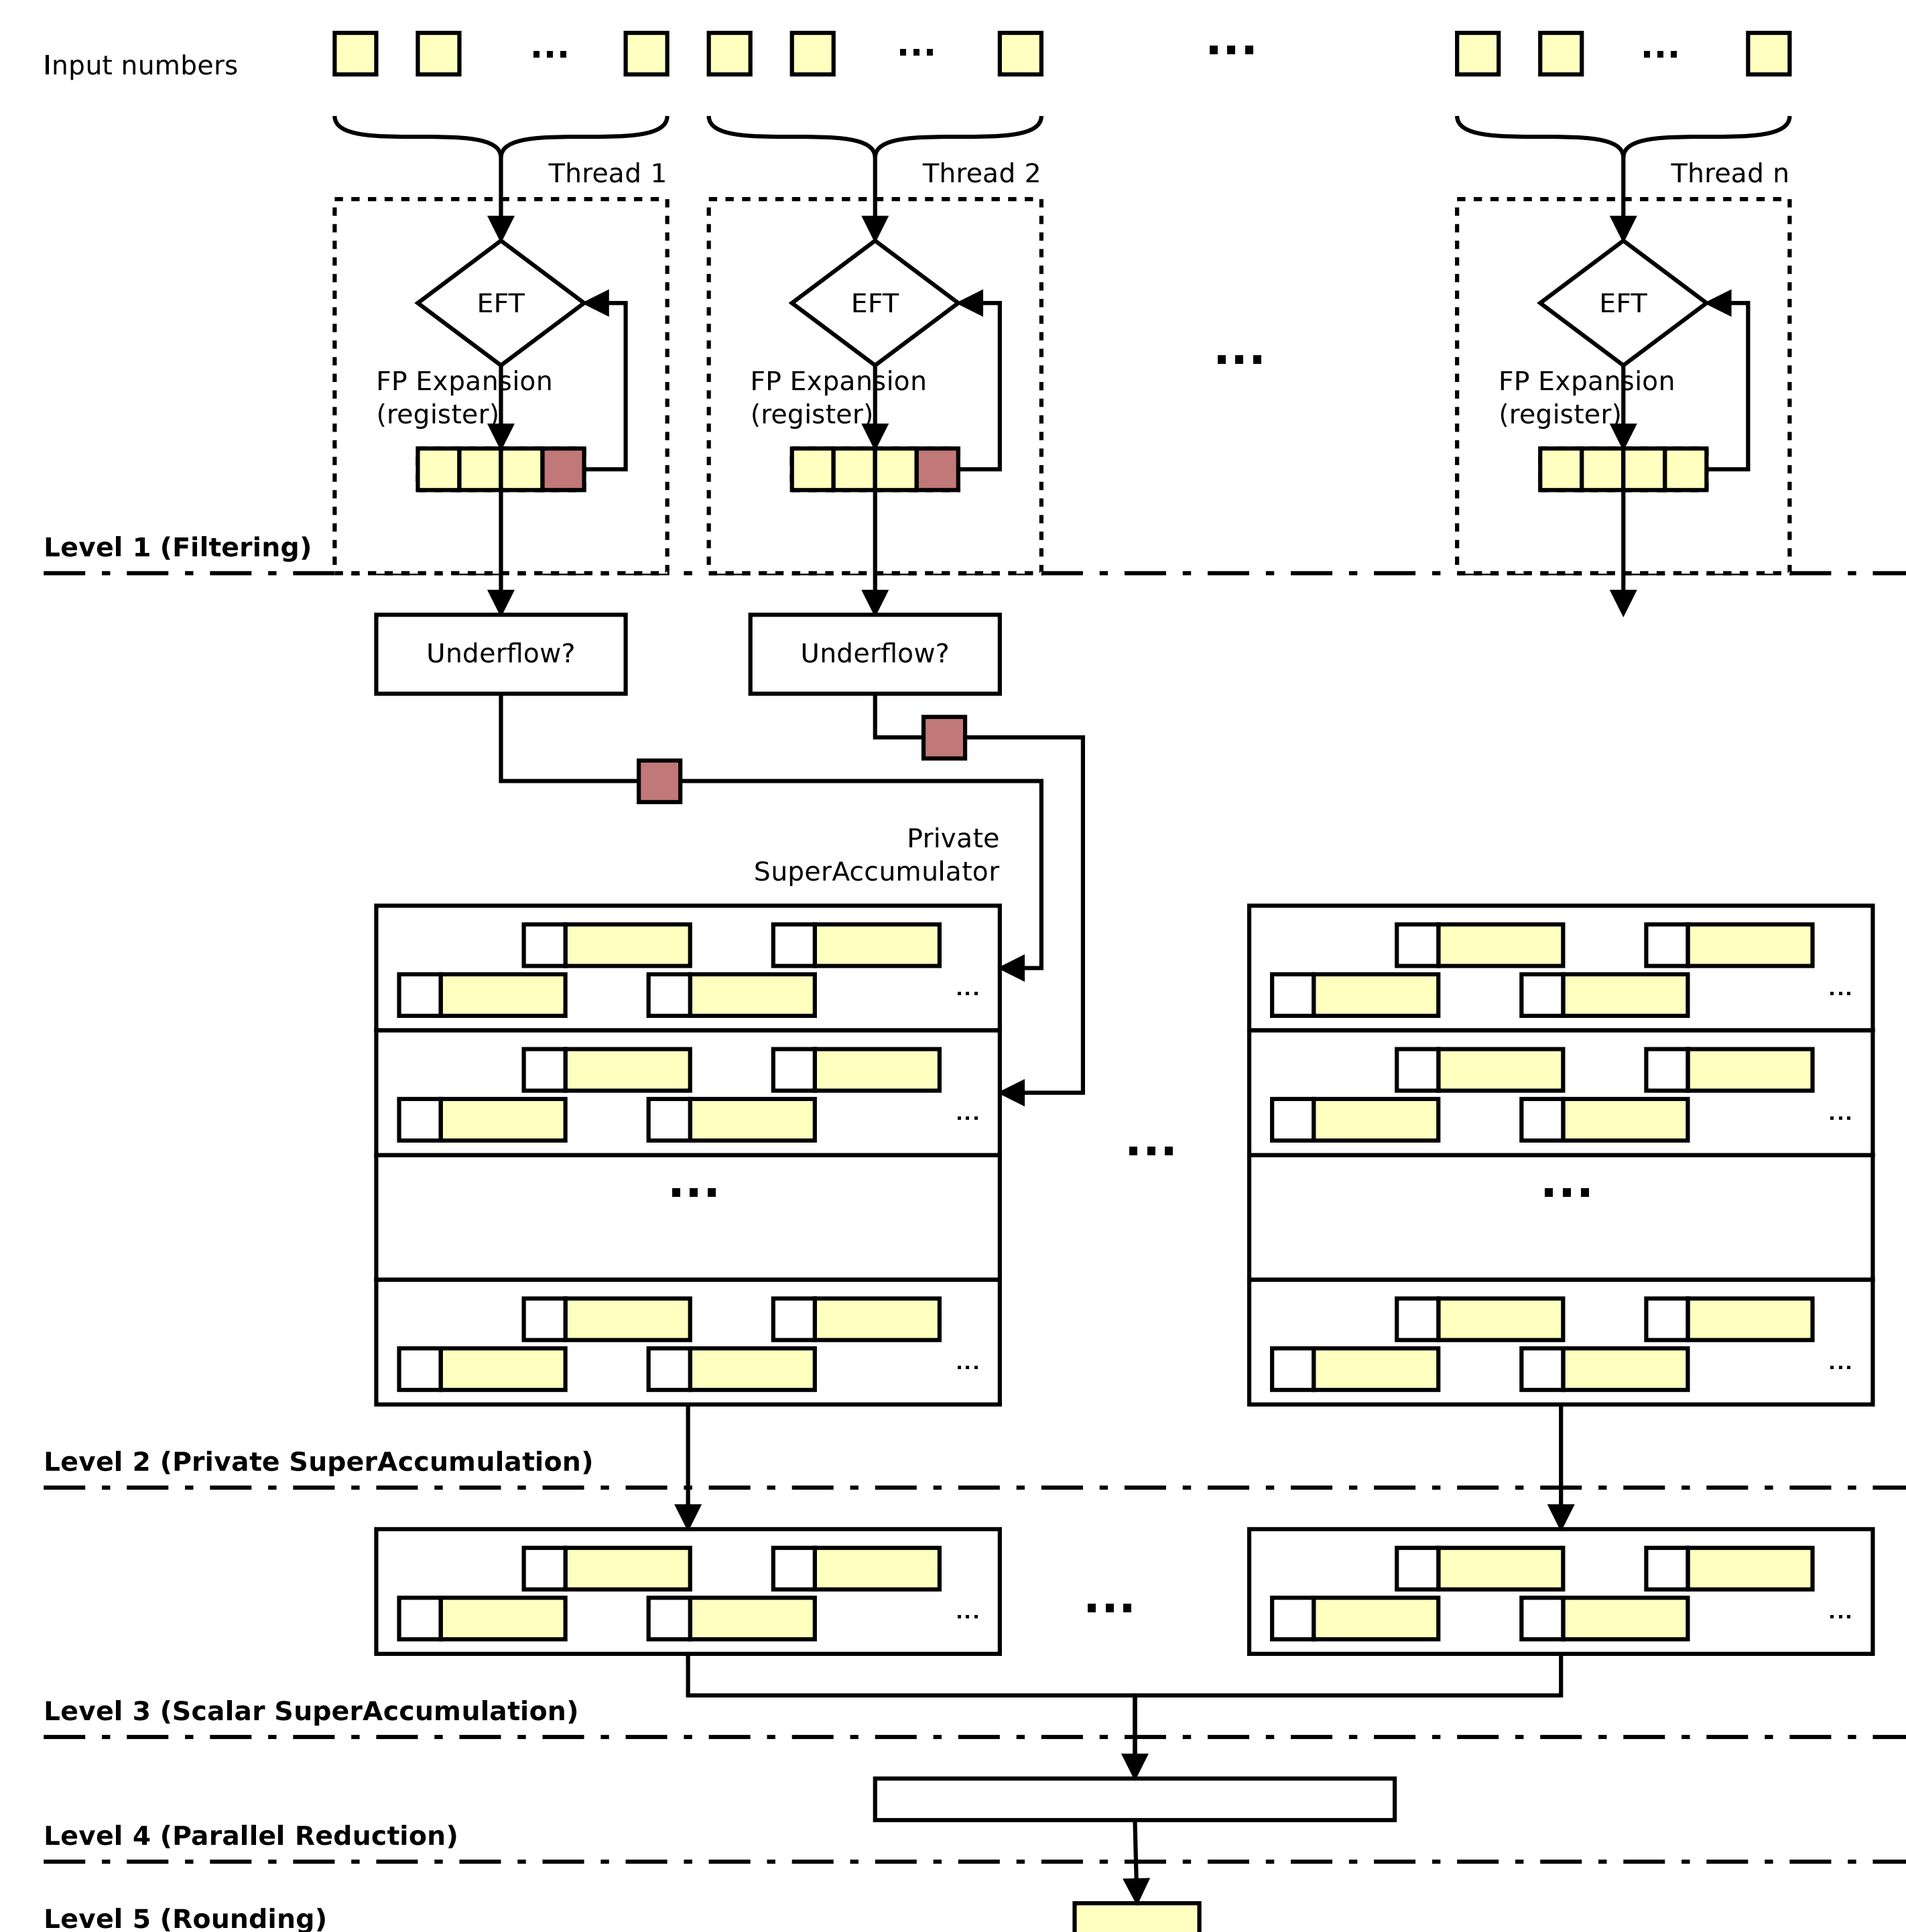 ...
...
...
...
Input numbers
Thread 1
Thread 2
Thread n
EFT
EFT
EFT
...
FP Expansion
(register)
FP Expansion
(register)
FP Expansion
(register)
Level 1 (Filtering)
Underflow?
Underflow?
Private
SuperAccumulator
...
...
...
...
...
...
...
...
...
Level 2 (Private SuperAccumulation)
...
...
...
Level 3 (Scalar SuperAccumulation)
Level 4 (Parallel Reduction)
Level 5 (Rounding)